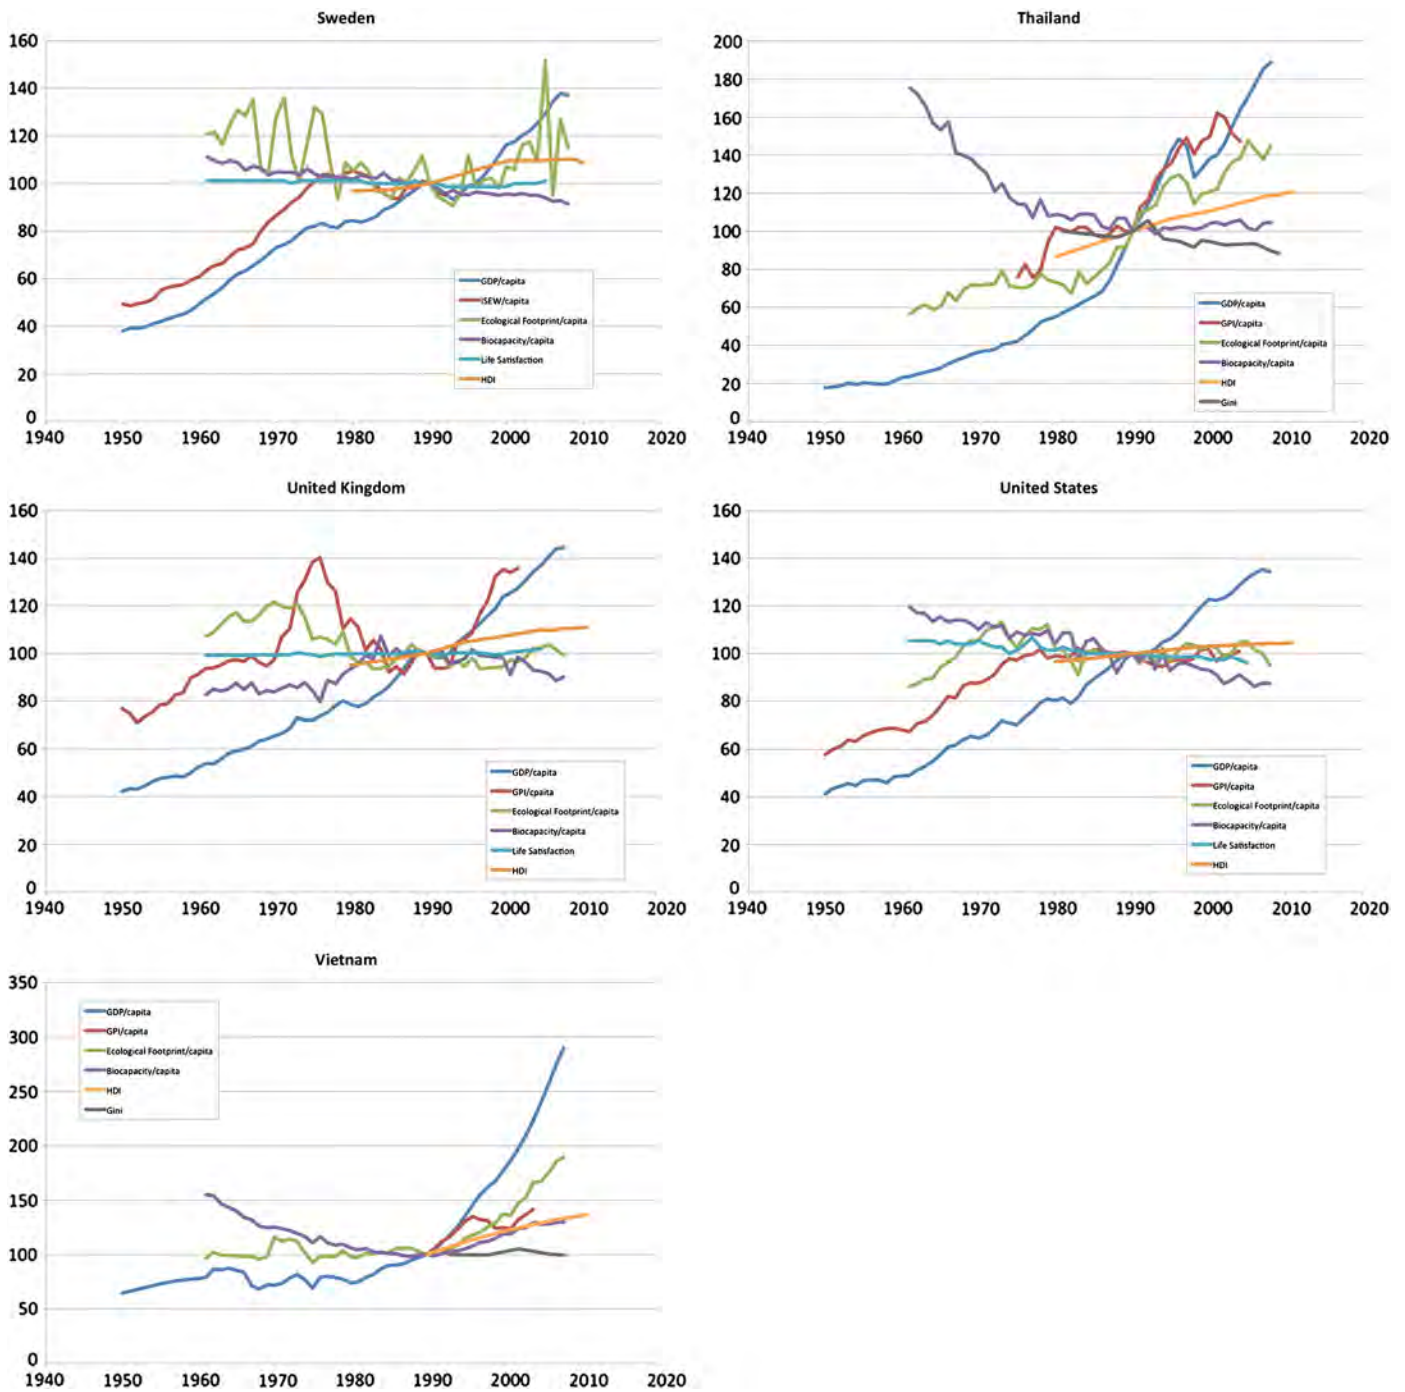 Sweden
160
140
120
100
80
60
40
20
0
1940 1950 1960 1970 1980 1990 2000 2010 2020
GDP/capita
ISEW/capita
Ecological Footprint/capita
Biocapacity/capita
Life Satisfaction
HDI
Thailand
200
180
160
140
120
100
80
60
40
20
0
1940 1950 1960 1970 1980 1990 2000 2010 2020
GDP/capita
GPI/capita
Ecological Footprint/capita
Biocapacity/capita
HDI
Gini
United Kingdom
160
140
120
100
80
60
40
20
0
1940 1950 1960 1970 1980 1990 2000 2010 2020
GDP/capita
GPI/cpaita
Ecological Footprint/capita
Biocapacity/capita
Life Satisfaction
HDI
United States
160
140
120
100
80
60
40
20
0
1940 1950 1960 1970 1980 1990 2000 2010 2020
GDP/capita
GPI/capita
Ecological Footprint/capita
Biocapacity/capita
Life Satisfaction
HDI
Vietnam
350
300
250
200
150
100
50
0
1940 1950 1960 1970 1980 1990 2000 2010 2020
GDP/capita
GPI/capita
Ecological Footprint/capita
Biocapacity/capita
HDI
Gini